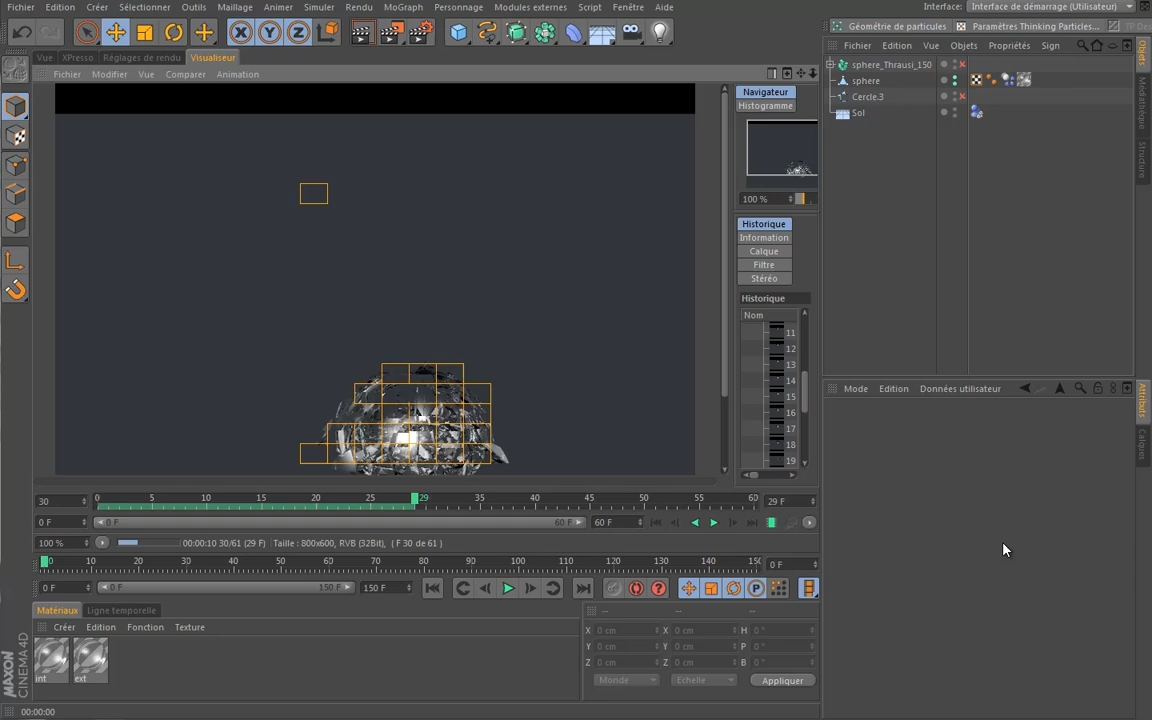 Fichier Edition Créer Sélectionner Outils Maillage Animer Simuler Rendu MoGraph Personnage Modules externes Script Fenêtre Aide Interface: Interface de démarrage (Utilisateur)
Géométrie de particules Paramètres Thinking Particles...
Vue XPresso Réglages de rendu Visualiseur
Fichier Edition Vue Objets Propriétés Sign
Fichier Modifier Vue Comparer Animation
sphere_Thrausi_150
sphere
Cercle.3
Sol
Objets
Médiathèque
Structure
Navigateur
Histogramme
100 %
Historique
Information
Calque
Filtre
Stéréo
Historique
Nom
11
12
13
14
15
16
17
18
19
Mode Edition Données utilisateur
Attributs
Calques
30 0 5 10 15 20 25 29 35 40 45 50 55 60 29 F
0 F 0 F 60 F 60 F
100 % 00:00:10 30/61 (29 F) Taille : 800x600, RVB (32Bit), ( F 30 de 61 )
0 10 20 30 40 50 60 70 80 90 100 110 120 130 140 150 0 F
0 F 0 F 150 F 150 F
Matériaux Ligne temporelle
Créer Edition Fonction Texture
int ext
-- -- --
X 0 cm X 0 cm H 0 °
Y 0 cm Y 0 cm P 0 °
Z 0 cm Z 0 cm B 0 °
Monde Echelle Appliquer
MAXON
CINEMA 4D
00:00:00